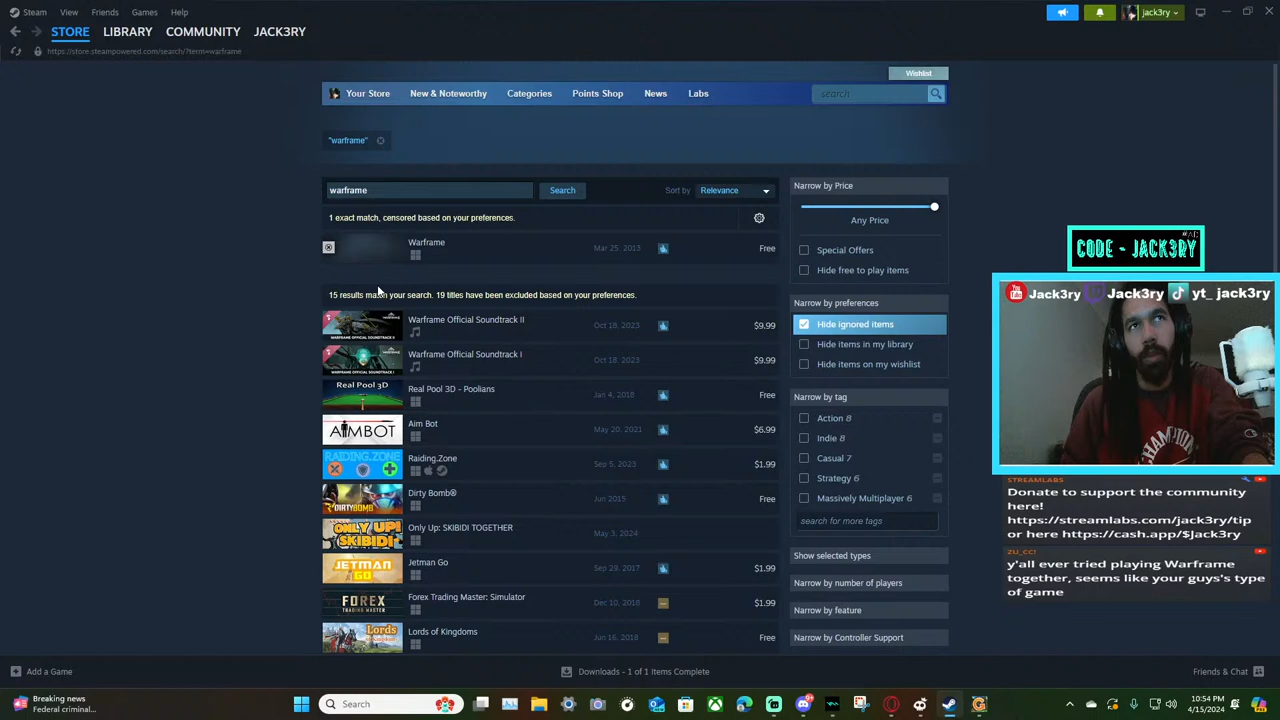 Steam View Friends Games Help
jack3ry
STORE LIBRARY COMMUNITY JACK3RY
https://store.steampowered.com/search/?term=warframe
Wishlist
Your Store New & Noteworthy Categories Points Shop News Labs search
"warframe"
warframe Search Sort by Relevance
1 exact match, censored based on your preferences.
Warframe Mar 25, 2013 Free
15 results match your search. 19 titles have been excluded based on your preferences.
Warframe Official Soundtrack II Oct 18, 2023 $9.99
WARFRAME OFFICIAL SOUNDTRACK II
Warframe Official Soundtrack I Oct 18, 2023 $9.99
WARFRAME OFFICIAL SOUNDTRACK I
Real Pool 3D
Real Pool 3D - Poolians Jan 4, 2018 Free
AIMBOT
Aim Bot May 20, 2021 $6.99
RAIDING.ZONE
Raiding.Zone Sep 5, 2023 $1.99
DIRTYBOMB
Dirty Bomb® Jun 2015 Free
ONLY UP! SKIBIDI
Only Up: SKIBIDI TOGETHER May 3, 2024
JETMAN GO
Jetman Go Sep 29, 2017 $1.99
FOREX
Forex Trading Master: Simulator Dec 10, 2018 $1.99
Lords of Kingdoms
Lords of Kingdoms Jun 16, 2018 Free
Narrow by Price
Any Price
Special Offers
Hide free to play items
Narrow by preferences
Hide ignored items
Hide items in my library
Hide items on my wishlist
Narrow by tag
Action 8
Indie 8
Casual 7
Strategy 6
Massively Multiplayer 6
search for more tags
Show selected types
Narrow by number of players
Narrow by feature
Narrow by Controller Support
CODE - JACK3RY
Jack3ry Jack3ry yt_jack3ry
CHAMPION
STREAMLABS
Donate to support the community
here!
https://streamlabs.com/jack3ry/tip
or here https://cash.app/$Jack3ry
ZU_CCI
y'all ever tried playing Warframe
together, seems like your guys's type
of game
Add a Game Downloads - 1 of 1 Items Complete Friends & Chat
Breaking news
Federal criminal...
Search
10:54 PM
4/15/2024